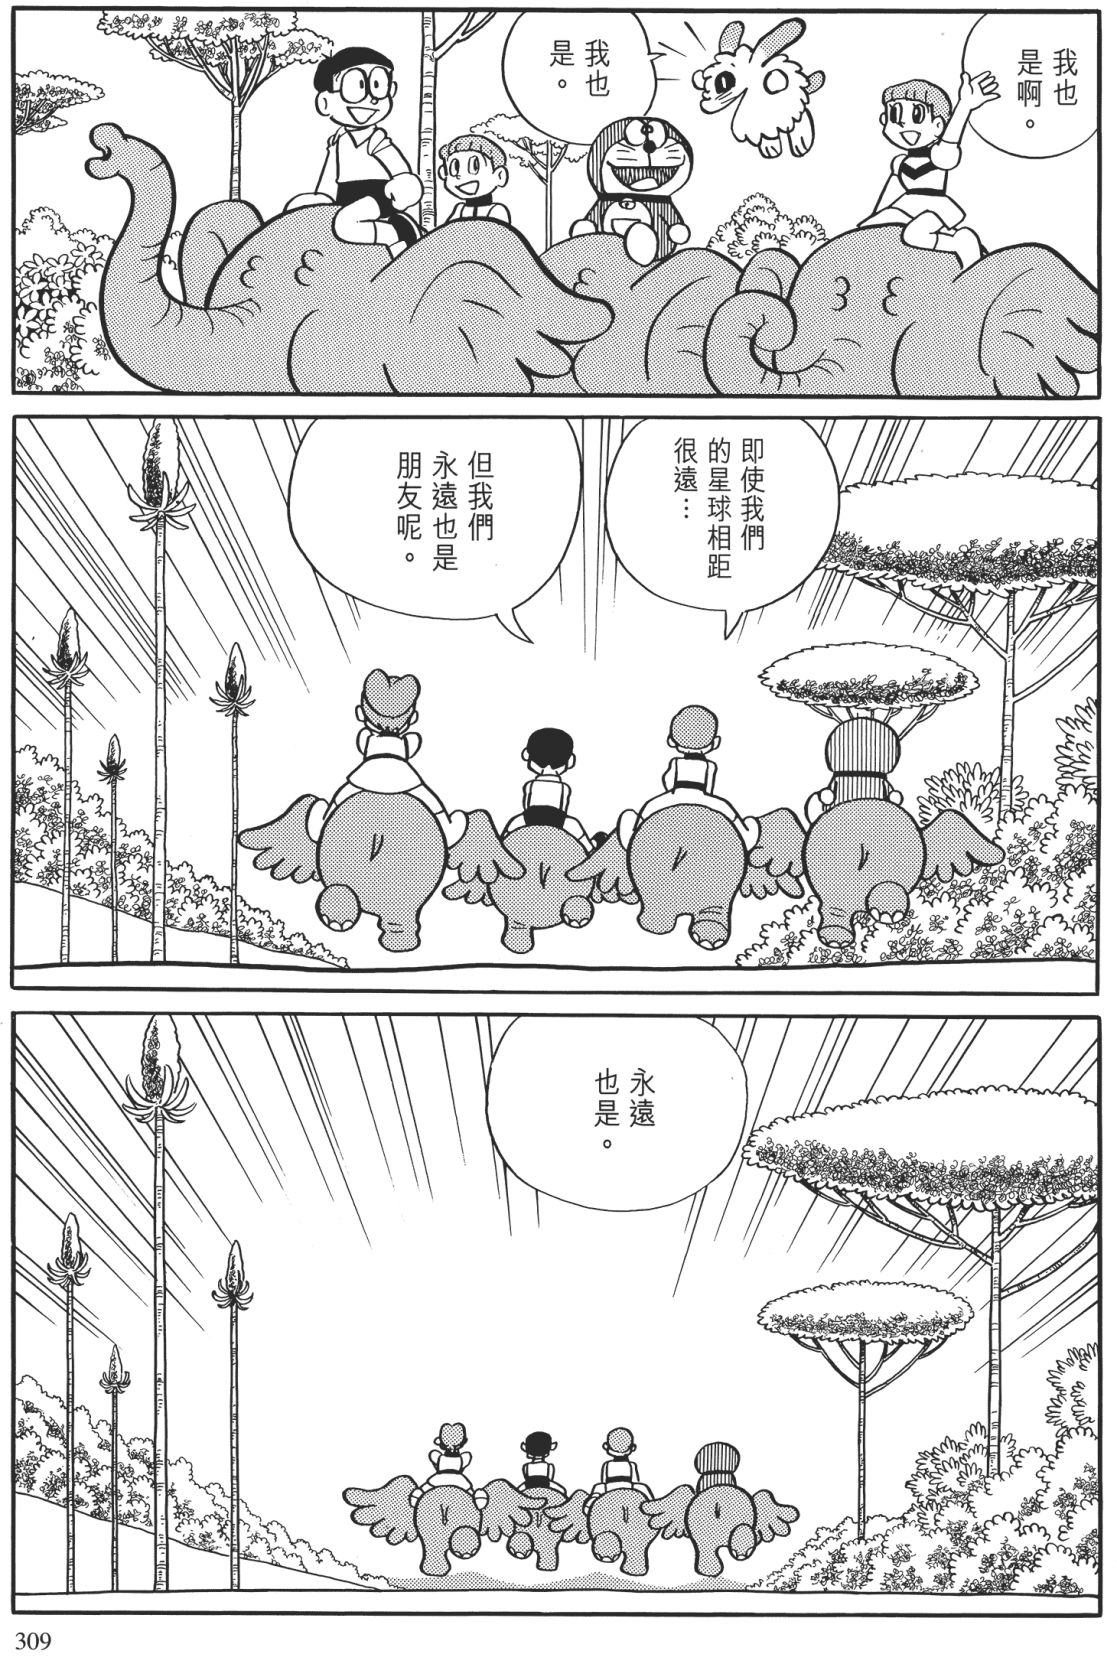 我也
是啊。
我也
是。
即使我們
的星球相距
很遠…
但我們
永遠也是
朋友呢。
永遠
也是。
309